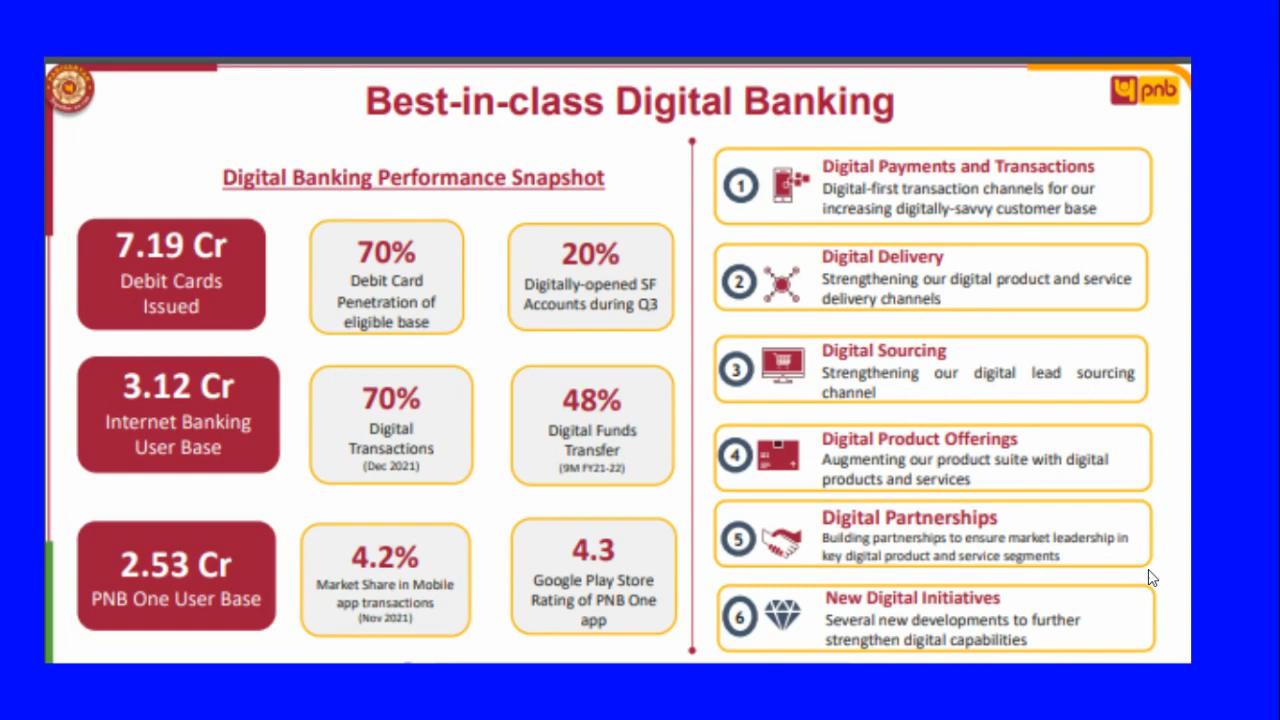 Best-in-class Digital Banking
pnb
Digital Banking Performance Snapshot
7.19 Cr
Debit Cards
Issued
70%
Debit Card
Penetration of
eligible base
20%
Digitally-opened SF
Accounts during Q3
3.12 Cr
Internet Banking
User Base
70%
Digital
Transactions
(Dec 2021)
48%
Digital Funds
Transfer
(9M FY21-22)
2.53 Cr
PNB One User Base
4.2%
Market Share in Mobile
app transactions
(Nov 2021)
4.3
Google Play Store
Rating of PNB One
app
1
Digital Payments and Transactions
Digital-first transaction channels for our
increasing digitally-savvy customer base
2
Digital Delivery
Strengthening our digital product and service
delivery channels
3
Digital Sourcing
Strengthening our digital lead sourcing
channel
4
Digital Product Offerings
Augmenting our product suite with digital
products and services
5
Digital Partnerships
Building partnerships to ensure market leadership in
key digital product and service segments
6
New Digital Initiatives
Several new developments to further
strengthen digital capabilities